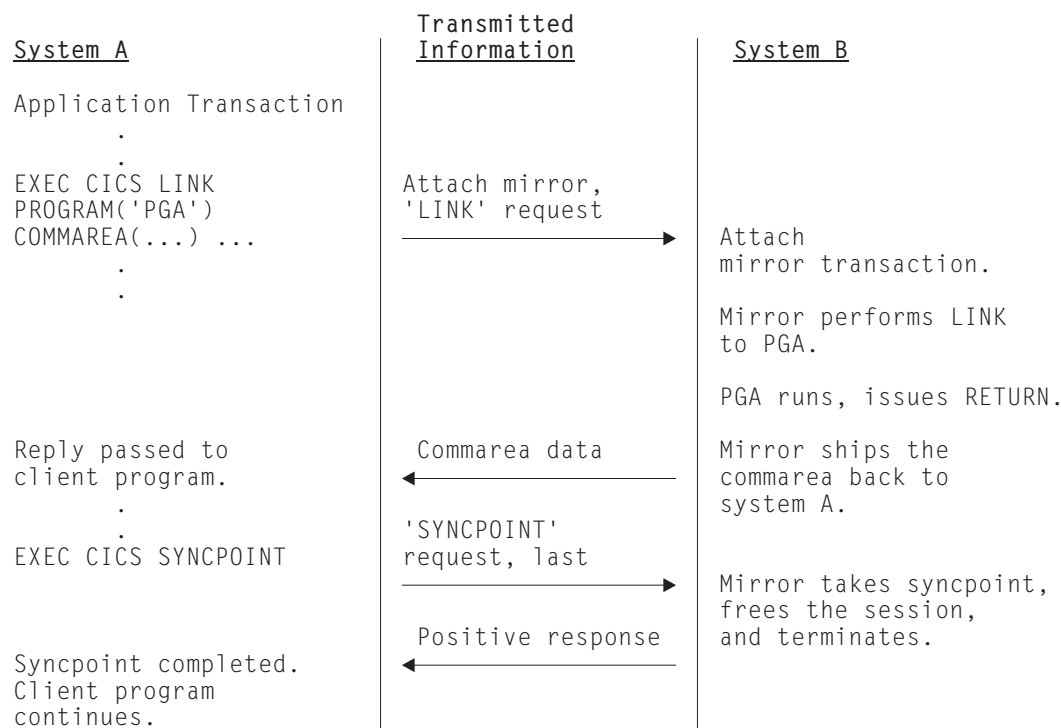 Transmitted
System A Information System B
Application Transaction
.
.
EXEC CICS LINK Attach mirror,
PROGRAM('PGA') 'LINK' request
COMMAREA(...) ... Attach
. mirror transaction.
.
Mirror performs LINK
to PGA.
PGA runs, issues RETURN.
Reply passed to Commarea data Mirror ships the
client program. commarea back to
. system A.
. 'SYNCPOINT'
EXEC CICS SYNCPOINT request, last
Mirror takes syncpoint,
frees the session,
Positive response and terminates.
Syncpoint completed.
Client program
continues.